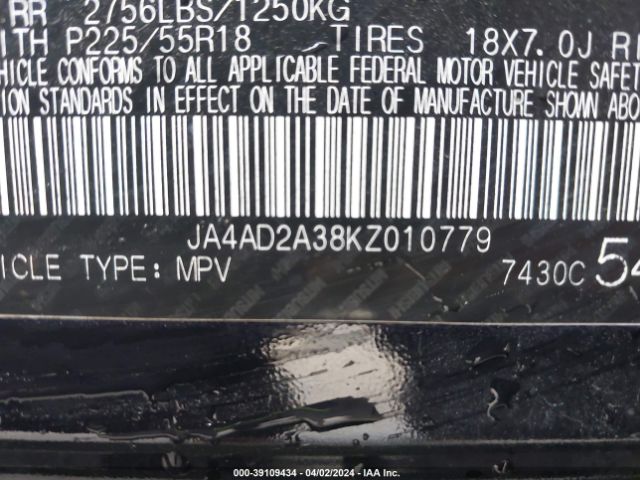 RR 2756LBS/1250KG
ITH P225/55R18 TIRES 18X7.0J RI
HICLE CONFORMS TO ALL APPLICABLE FEDERAL MOTOR VEHICLE SAFET
ION STANDARDS IN EFFECT ON THE DATE OF MANUFACTURE SHOWN ABO
JA4AD2A38KZ010779
ICLE TYPE: MPV 7430C 54
000-39109434 - 04/02/2024 - IAA Inc.